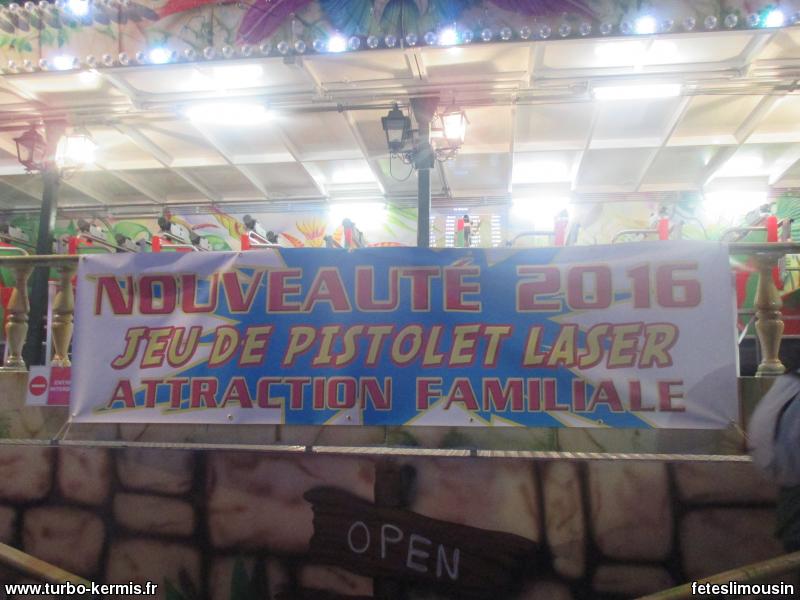 NOUVEAUTÉ 2016
JEU DE PISTOLET LASER
ATTRACTION FAMILIALE
OPEN
www.turbo-kermis.fr
feteslimousin